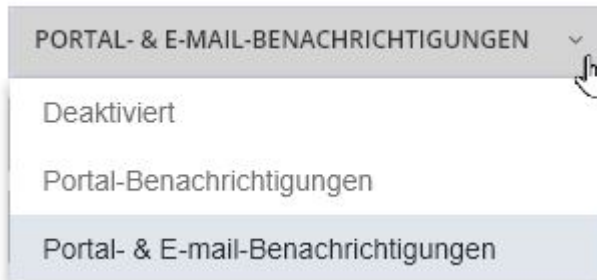 PORTAL- & E-MAIL-BENACHRICHTIGUNGEN
Deaktiviert
Portal-Benachrichtigungen
Portal- & E-mail-Benachrichtigungen